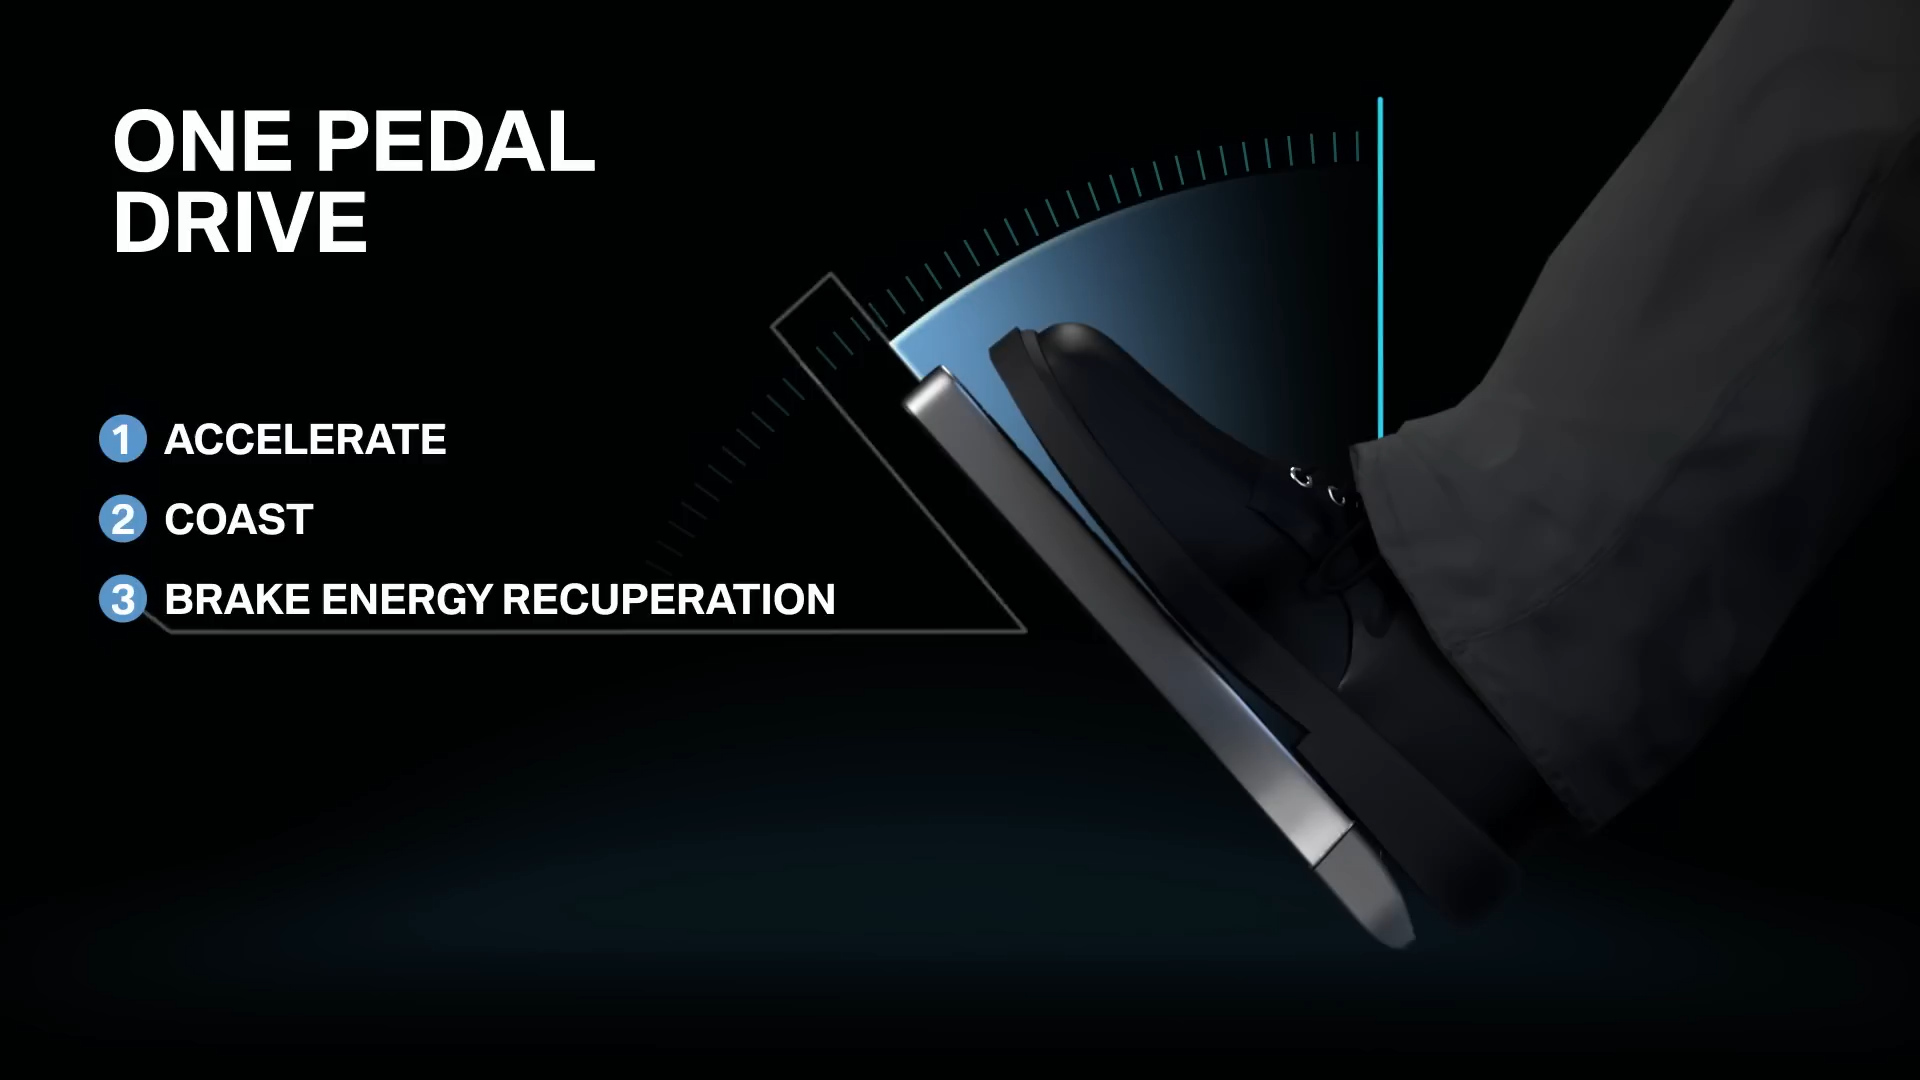 ONE PEDAL
DRIVE
1 ACCELERATE
2 COAST
3 BRAKE ENERGY RECUPERATION